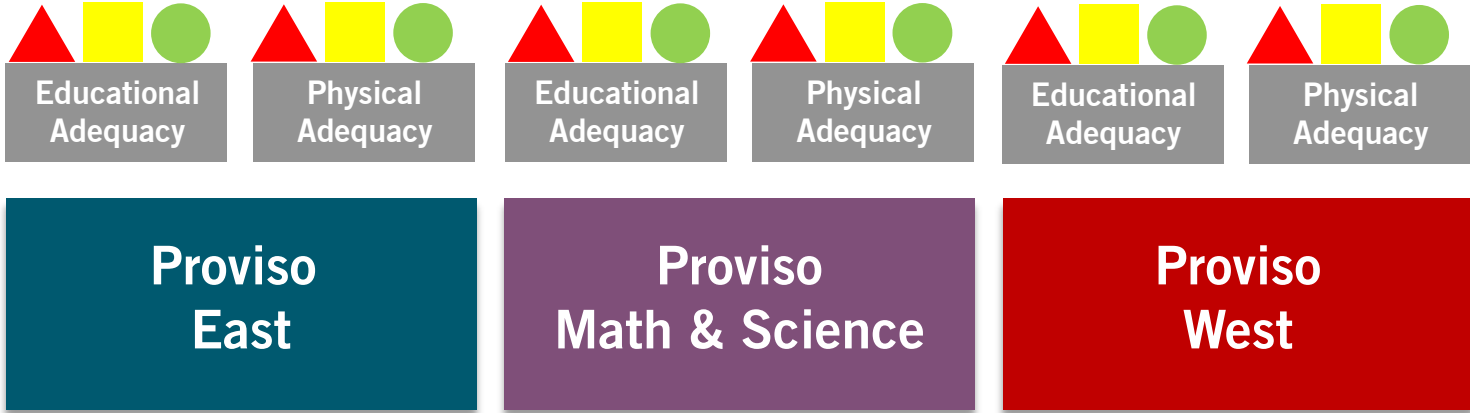 Educational
Adequacy
Physical
Adequacy
Educational
Adequacy
Physical
Adequacy
Educational
Adequacy
Physical
Adequacy
Proviso
East
Proviso
Math & Science
Proviso
West